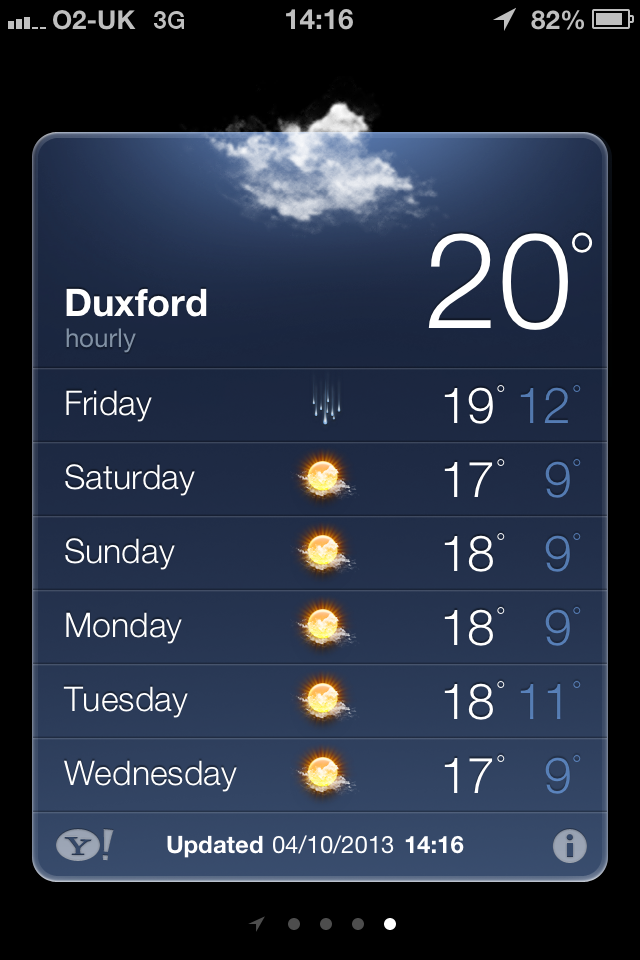 O2-UK 3G 14:16 82%
20°
Duxford
hourly
Friday 19° 12°
Saturday 17° 9°
Sunday 18° 9°
Monday 18° 9°
Tuesday 18° 11°
Wednesday 17° 9°
Y! Updated 04/10/2013 14:16 i